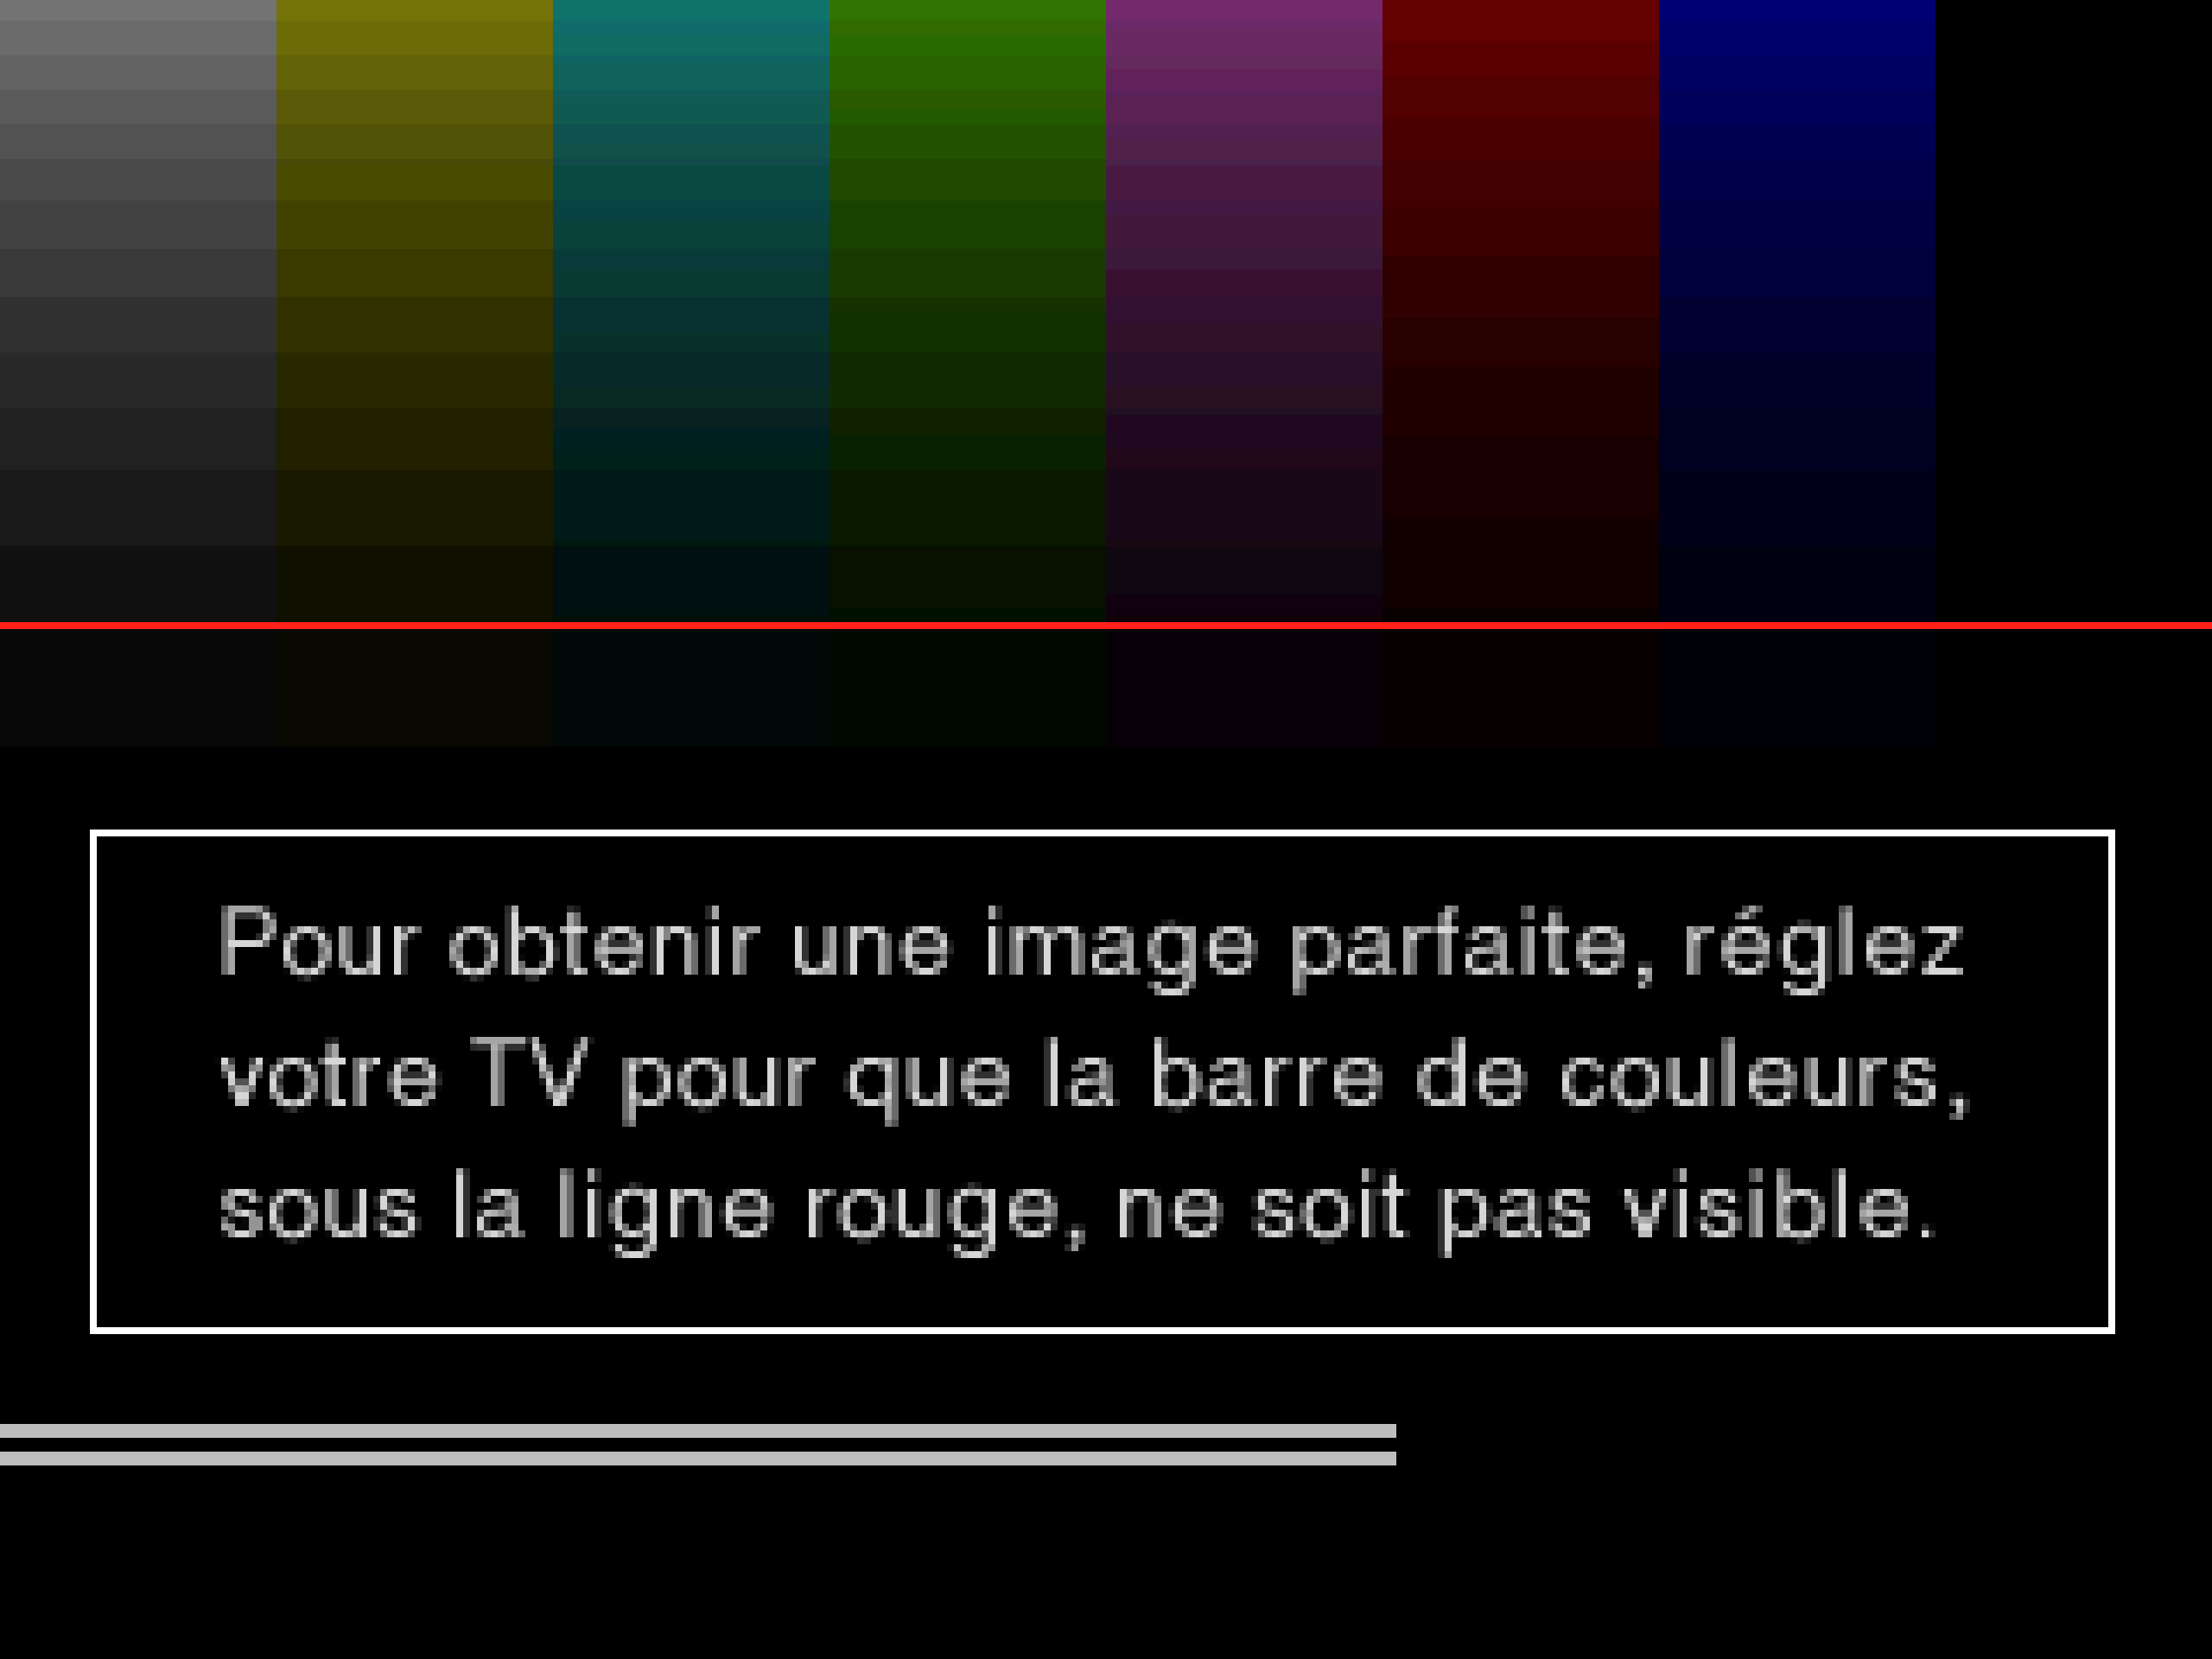 Pour obtenir une image parfaite, réglez
votre TV pour que la barre de couleurs,
sous la ligne rouge, ne soit pas visible.